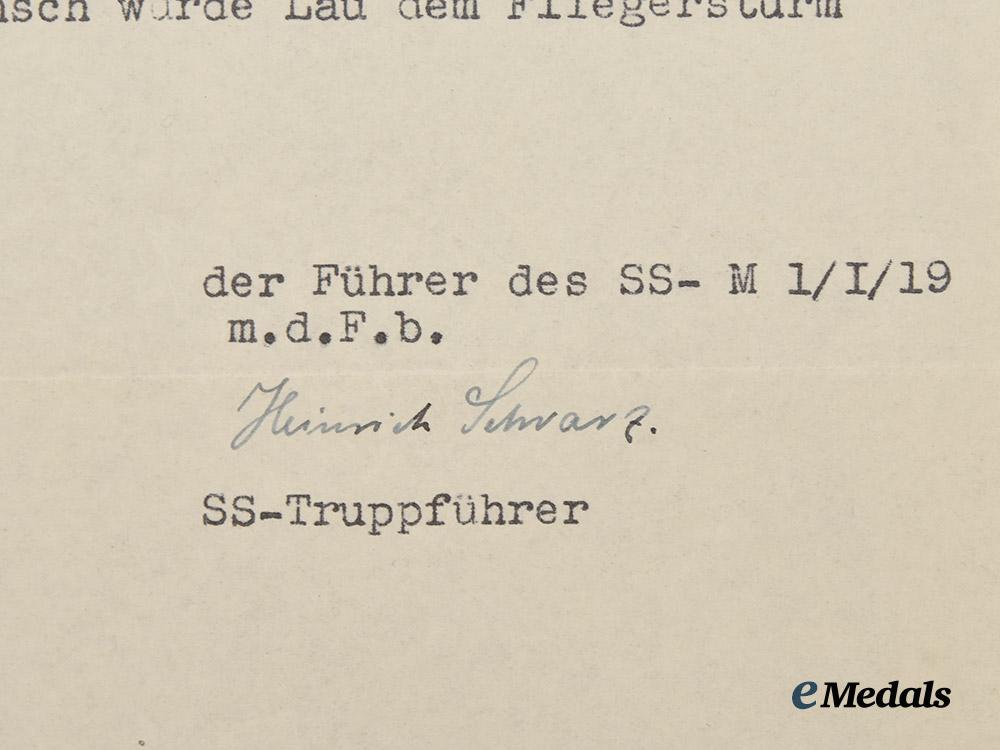 nsch wurde Lau dem Fliegersturm
der Führer des SS- M 1/I/19
m.d.F.b.
Heinrich Schwarz.
SS-Truppführer
eMedals